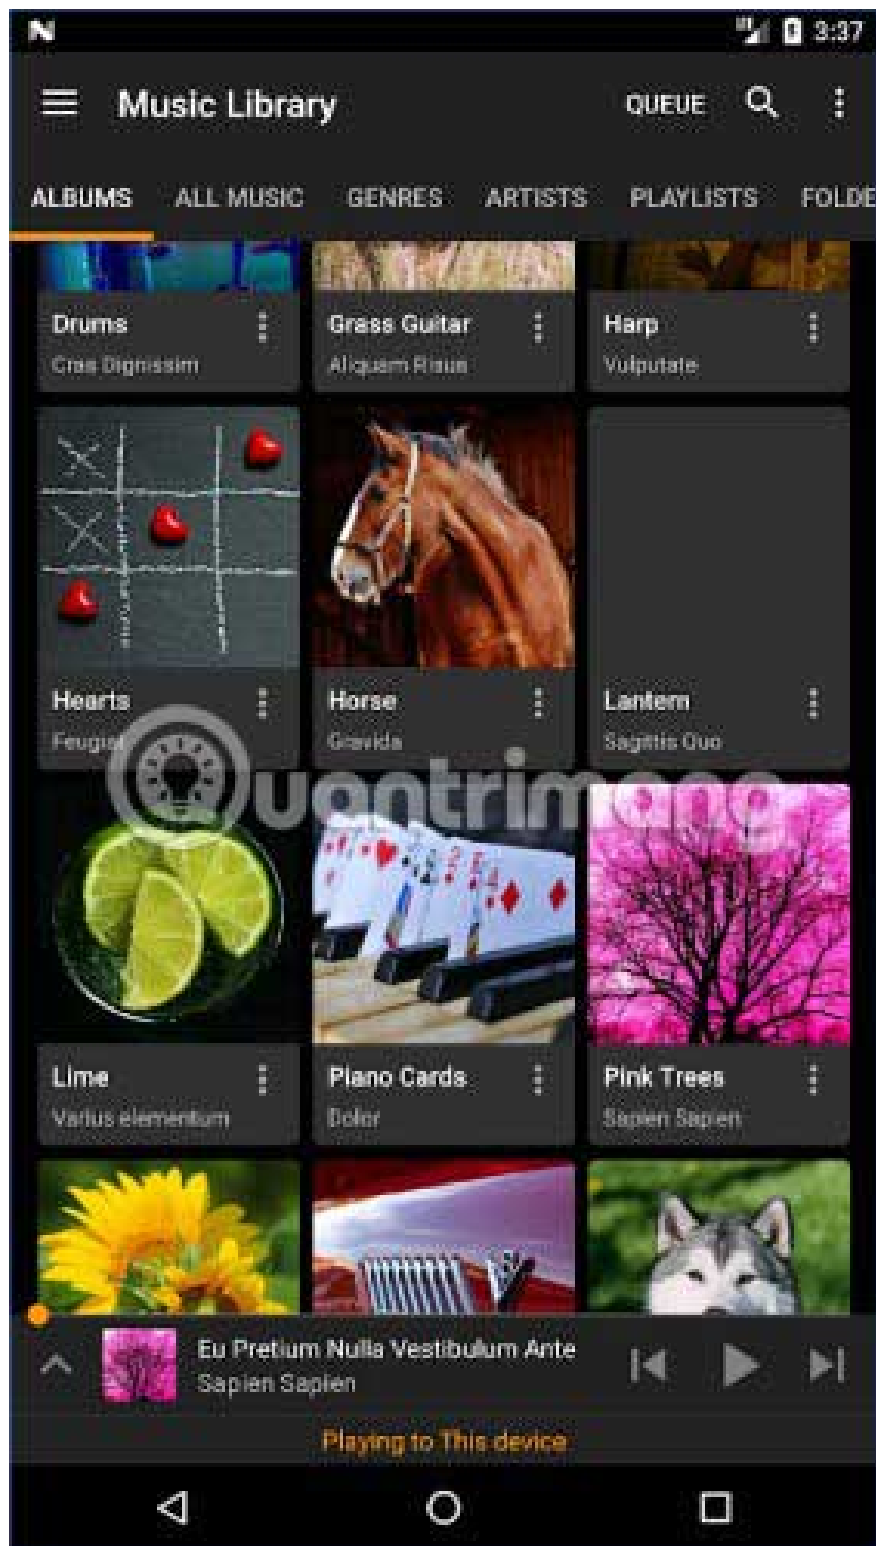 3:37
Music Library
QUEUE
ALBUMS ALL MUSIC GENRES ARTISTS PLAYLISTS FOLDE
Drums Grass Guitar Harp
Cras Dignissim Aliquam Risus Vulputate
Hearts Horse Lantern
Feugiat Gravida Sagittis Quo
Quantrimang
Lime Piano Cards Pink Trees
Varius elementum Dolor Sapien Sapien
Eu Pretium Nulla Vestibulum Ante
Sapien Sapien
Playing to This device